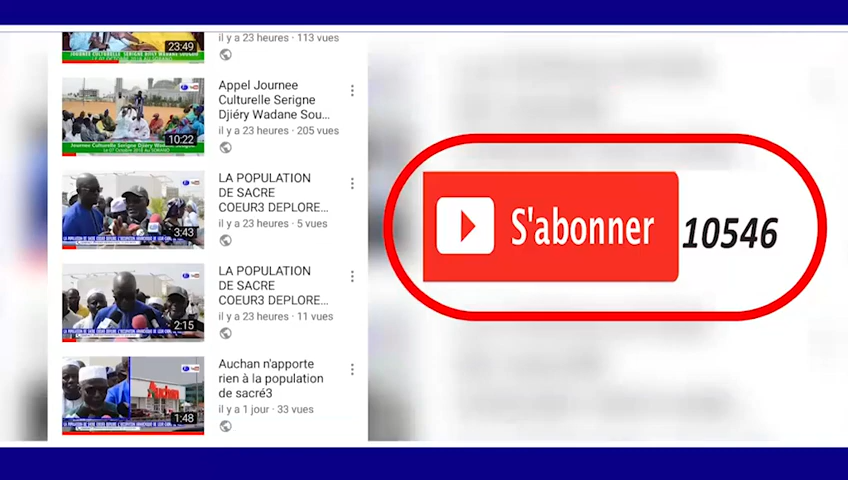 23:49
il y a 23 heures · 113 vues
Appel Journee
Culturelle Serigne
Djiéry Wadane Sou...
il y a 23 heures · 205 vues
10:22
LA POPULATION
DE SACRE
COEUR3 DEPLORE...
il y a 23 heures · 5 vues
3:43
LA POPULATION
DE SACRE
COEUR3 DEPLORE...
il y a 23 heures · 11 vues
2:15
Auchan n'apporte
rien à la population
de sacré3
il y a 1 jour · 33 vues
Auchan
1:48
S'abonner
10546